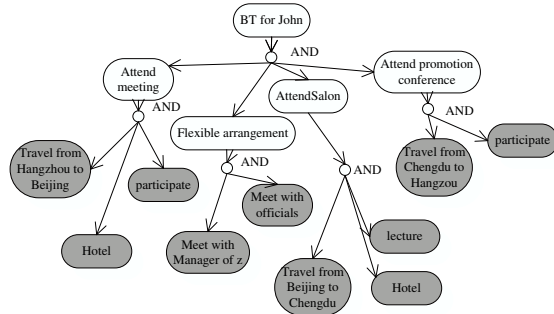 BT for John
AND
Attend
meeting
AttendSalon
Attend promotion
conference
AND
Flexible arrangement
AND
AND
AND
Travel from
Hangzhou to
Beijing
participate
Hotel
Meet with
officials
Meet with
Manager of z
Travel from
Beijing to
Chengdu
lecture
Hotel
Travel from
Chengdu to
Hangzou
participate